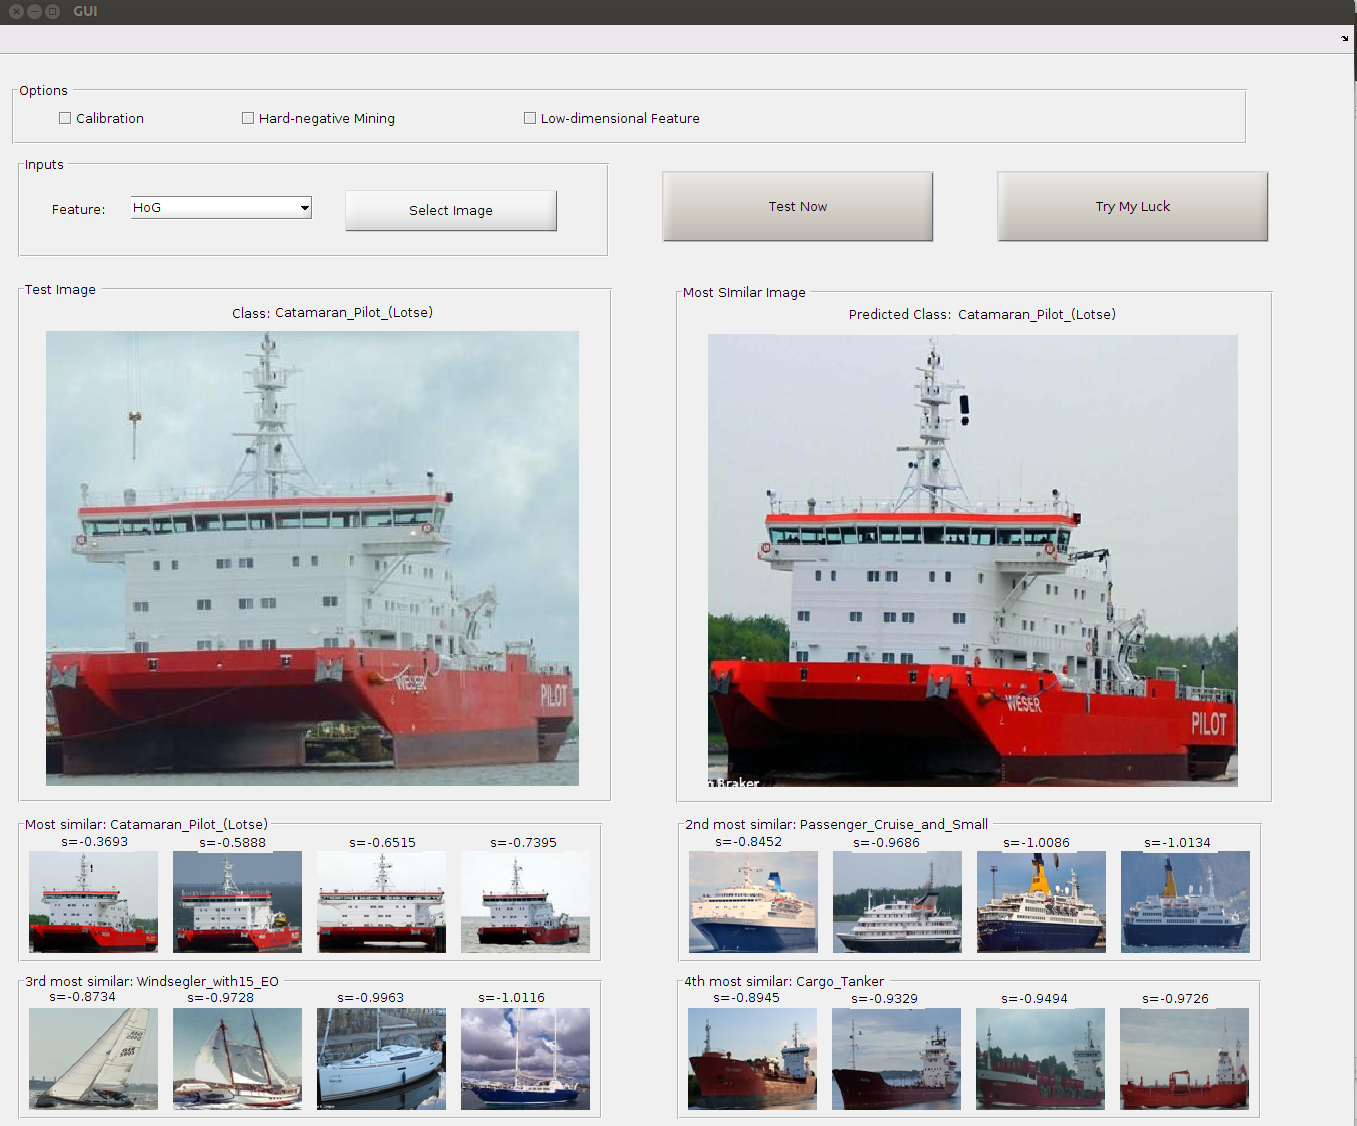 GUI
Options
Calibration
Hard-negative Mining
Low-dimensional Feature
Inputs
Feature:
HoG
Select Image
Test Now
Try My Luck
Test Image
Class: Catamaran_Pilot_(Lotse)
WESER
PILOT
Most SImilar Image
Predicted Class: Catamaran_Pilot_(Lotse)
WESER
PILOT
Braker
Most similar: Catamaran_Pilot_(Lotse)
s=-0.3693
s=-0.5888
s=-0.6515
s=-0.7395
2nd most similar: Passenger_Cruise_and_Small
s=-0.8452
s=-0.9686
s=-1.0086
s=-1.0134
3rd most similar: Windsegler_with15_EO
s=-0.8734
s=-0.9728
s=-0.9963
s=-1.0116
4th most similar: Cargo_Tanker
s=-0.8945
s=-0.9329
s=-0.9494
s=-0.9726